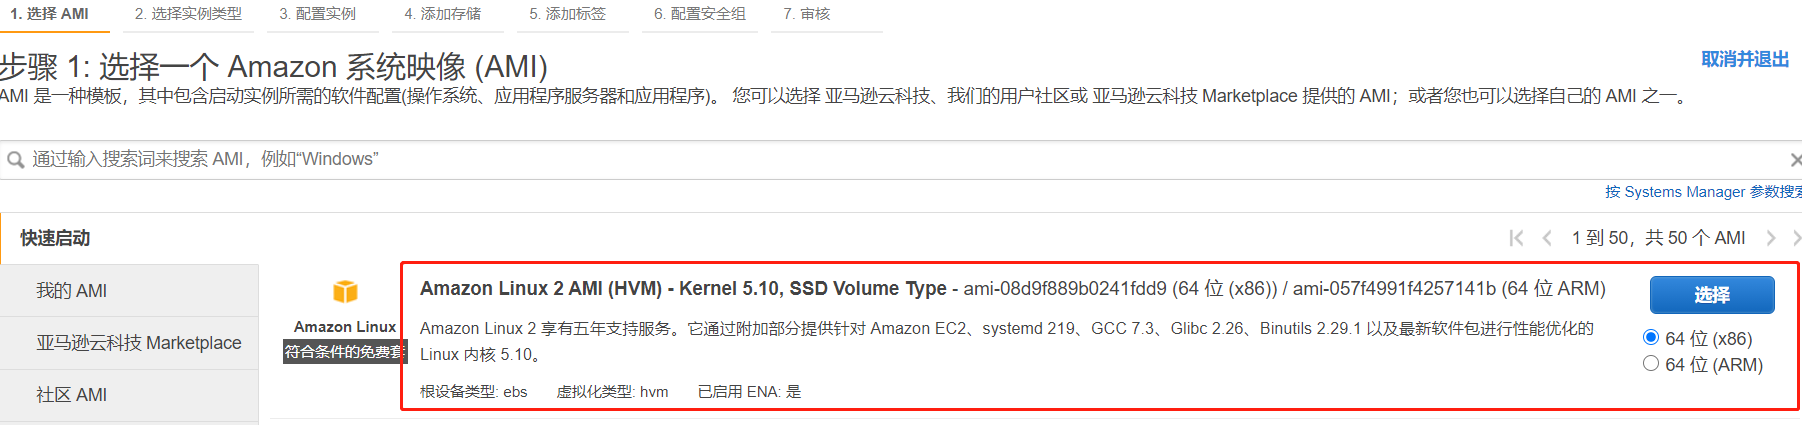 1. 选择 AMI 2. 选择实例类型 3. 配置实例 4. 添加存储 5. 添加标签 6. 配置安全组 7. 审核
步骤 1: 选择一个 Amazon 系统映像 (AMI)
取消并退出
AMI 是一种模板，其中包含启动实例所需的软件配置(操作系统、应用程序服务器和应用程序)。 您可以选择 亚马逊云科技、我们的用户社区或 亚马逊云科技 Marketplace 提供的 AMI；或者您也可以选择自己的 AMI 之一。
通过输入搜索词来搜索 AMI，例如“Windows”
按 Systems Manager 参数搜索
快速启动
1 到 50，共 50 个 AMI
我的 AMI
亚马逊云科技 Marketplace
社区 AMI
Amazon Linux
符合条件的免费套
Amazon Linux 2 AMI (HVM) - Kernel 5.10, SSD Volume Type - ami-08d9f889b0241fdd9 (64 位 (x86)) / ami-057f4991f4257141b (64 位 ARM)
Amazon Linux 2 享有五年支持服务。它通过附加部分提供针对 Amazon EC2、systemd 219、GCC 7.3、Glibc 2.26、Binutils 2.29.1 以及最新软件包进行性能优化的
Linux 内核 5.10。
根设备类型: ebs 虚拟化类型: hvm 已启用 ENA: 是
选择
64 位 (x86)
64 位 (ARM)